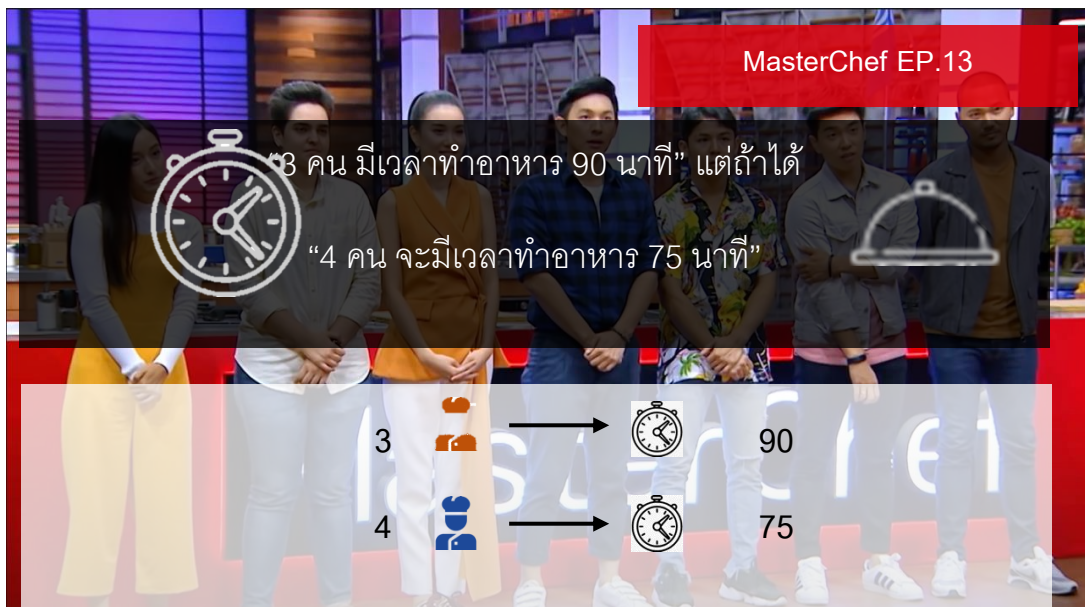 MasterChef EP.13
“3 คน มีเวลาทำอาหาร 90 นาที” แต่ถ้าได้
“4 คน จะมีเวลาทำอาหาร 75 นาที”
3 90
4 75